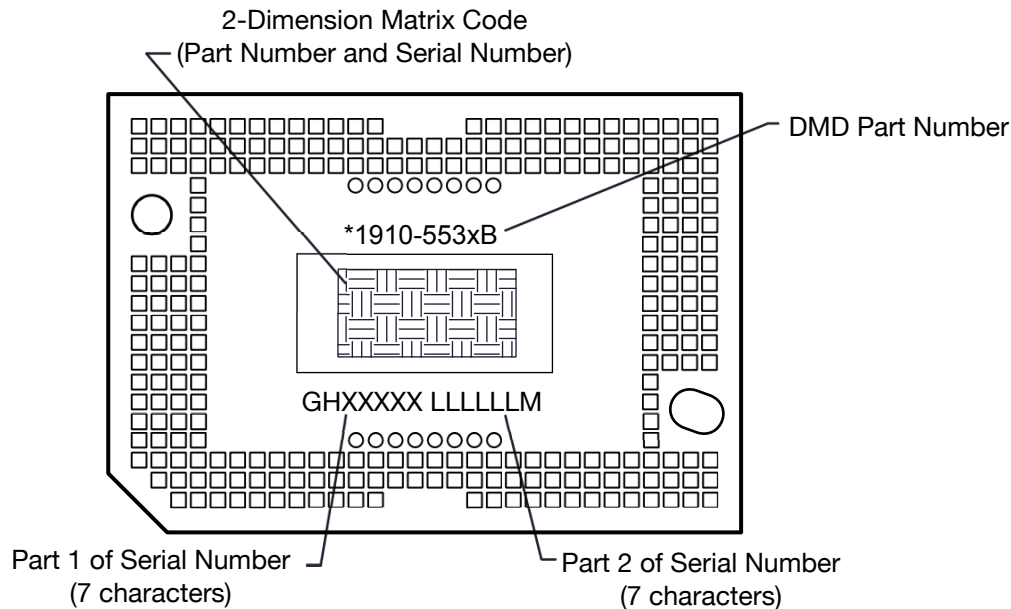 2-Dimension Matrix Code
(Part Number and Serial Number)
DMD Part Number
*1910-553xB
GHXXXXX LLLLLLM
Part 1 of Serial Number
(7 characters)
Part 2 of Serial Number
(7 characters)